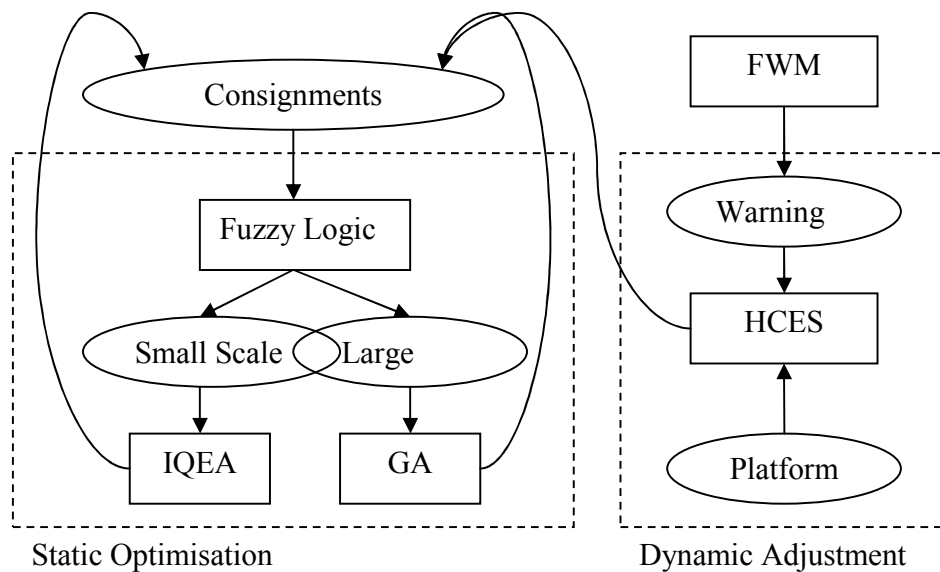 Consignments
FWM
Fuzzy Logic
Warning
HCES
Small Scale
Large
IQEA
GA
Platform
Static Optimisation
Dynamic Adjustment